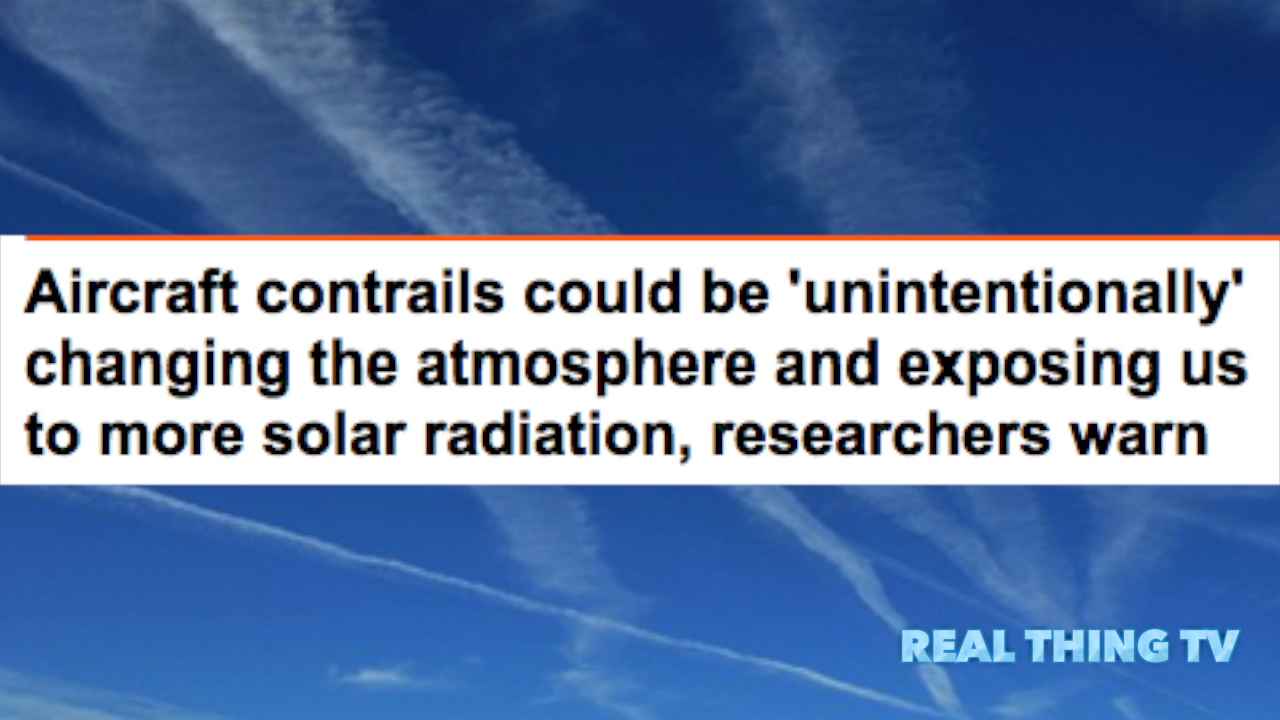 Aircraft contrails could be 'unintentionally'
changing the atmosphere and exposing us
to more solar radiation, researchers warn
REAL THING TV